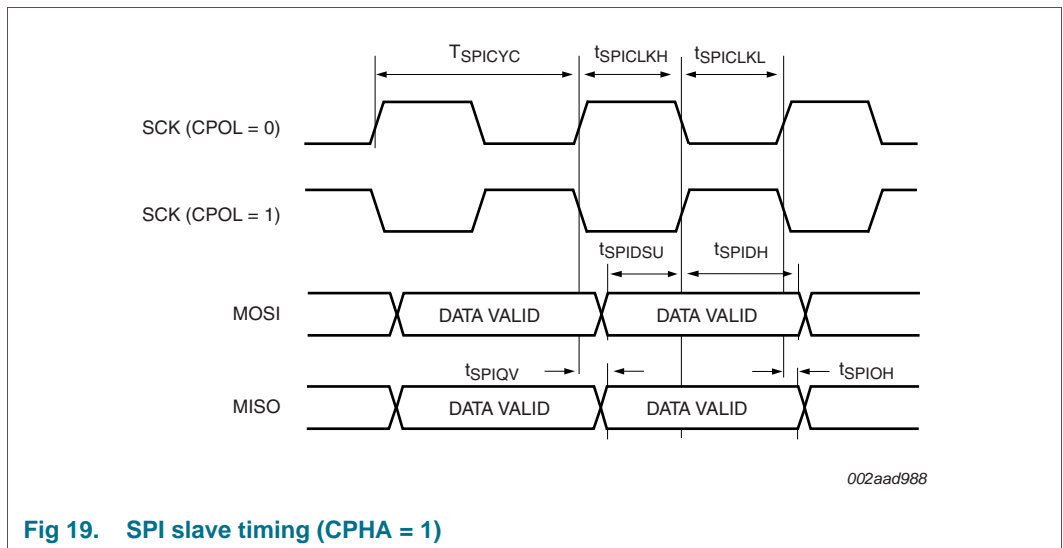 TSPICYC tSPICLKH tSPICLKL
SCK (CPOL = 0)
SCK (CPOL = 1)
tSPIDSU tSPIDH
MOSI DATA VALID DATA VALID
tSPIQV tSPIOH
MISO DATA VALID DATA VALID
002aad988
Fig 19. SPI slave timing (CPHA = 1)